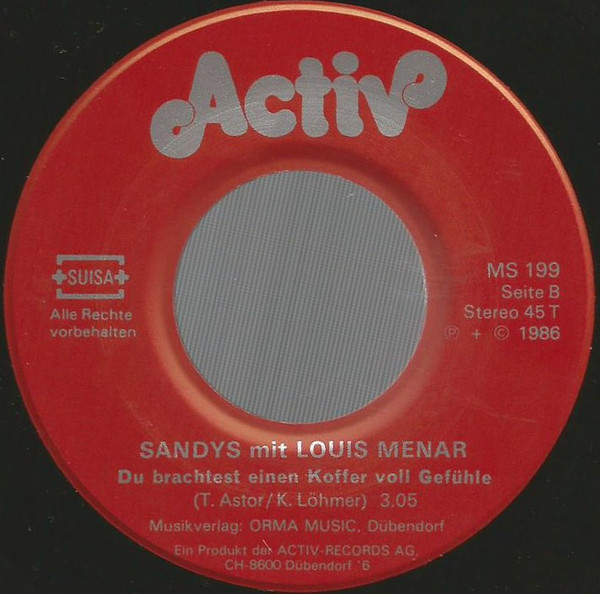 Activ
+SUISA+
Alle Rechte
vorbehalten
MS 199
Seite B
Stereo 45 T
Ⓟ + © 1986
SANDYS mit LOUIS MENAR
Du brachtest einen Koffer voll Gefühle
(T. Astor/K. Löhmer) 3.05
Musikverlag: ORMA MUSIC, Dübendorf
Ein Produkt der ACTIV-RECORDS AG,
CH-8600 Dübendorf '6